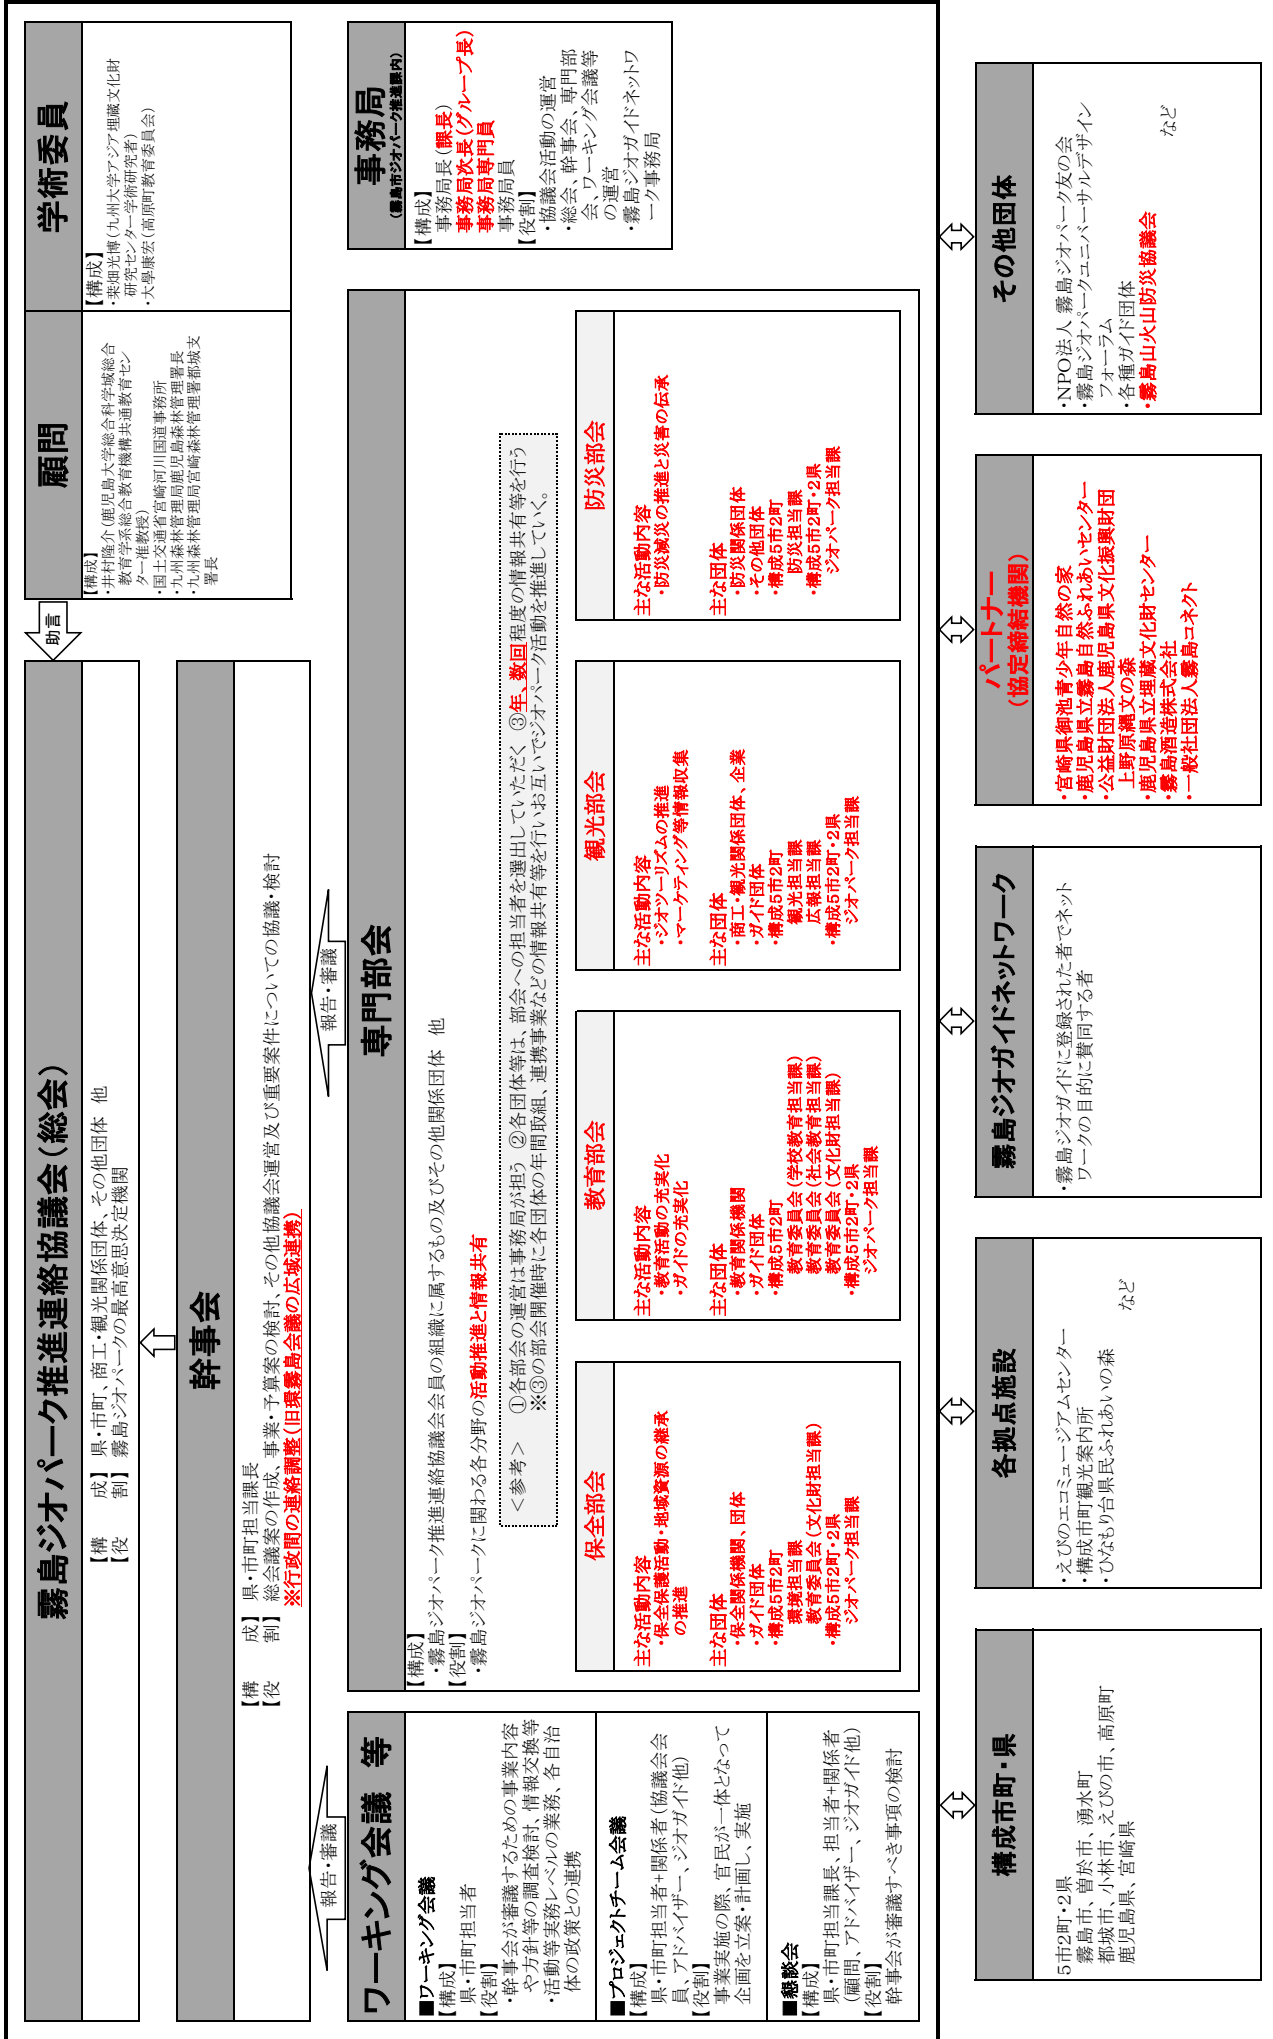 霧島ジオパーク推進連絡協議会（総会）
【構　　成】 県・市町、商工・観光関係団体、その他団体　他
【役　　割】 霧島ジオパークの最高意思決定機関
助言
顧問
【構成】
・井村隆介（鹿児島大学総合科学域総合
教育学系総合教育機構共通教育セン
ター准教授）
・国土交通省宮崎河川国道事務所
・九州森林管理局鹿児島森林管理署長
・九州森林管理局宮崎森林管理署都城支
署長
学術委員
【構成】
・桒畑光博（九州大学アジア埋蔵文化財
研究センター学術研究者）
・大學康宏（高原町教育委員会）
幹事会
【構　　成】 県・市町担当課長
【役　　割】 総会議案の作成、事業・予算案の検討、その他協議会運営及び重要案件についての協議・検討
※行政間の連絡調整（旧環霧島会議の広域連携）
報告・審議
報告・審議
ワーキング会議　等
■ワーキング会議
【構成】
県・市町担当者
【役割】
・幹事会が審議するための事業内容
や方針等の調査検討、情報交換等
・活動等実務レベルの業務、各自治
体の政策との連携
■プロジェクトチーム会議
【構成】
県・市町担当者+関係者（協議会会
員、アドバイザー、ジオガイド他）
【役割】
事業実施の際、官民が一体となって
企画を立案・計画し、実施
■懇談会
【構成】
県・市町担当課長、担当者+関係者
（顧問、アドバイザー、ジオガイド他）
【役割】
幹事会が審議すべき事項の検討
専門部会
【構成】
・霧島ジオパーク推進連絡協議会会員の組織に属するもの及びその他関係団体　他
【役割】
・霧島ジオパークに関わる各分野の活動推進と情報共有
＜参考＞　①各部会の運営は事務局が担う　②各団体等は、部会への担当者を選出していただく　③年、数回程度の情報共有等を行う
※③の部会開催時に各団体の年間取組、連携事業などの情報共有等を行いお互いでジオパーク活動を推進していく。
保全部会
主な活動内容
・保全保護活動・地域資源の継承
の推進
主な団体
・保全関係機関、団体
・ガイド団体
・構成5市2町
環境担当課
教育委員会（文化財担当課）
・構成5市2町・2県
ジオパーク担当課
教育部会
主な活動内容
・教育活動の充実化
・ガイドの充実化
主な団体
・教育関係機関
・ガイド団体
・構成5市2町
教育委員会（学校教育担当課）
教育委員会（社会教育担当課）
教育委員会（文化財担当課）
・構成5市2町・2県
ジオパーク担当課
観光部会
主な活動内容
・ジオツーリズムの推進
・マーケティング等情報収集
主な団体
・商工・観光関係団体、企業
・ガイド団体
・構成5市2町
観光担当課
広報担当課
・構成5市2町・2県
ジオパーク担当課
防災部会
主な活動内容
・防災減災の推進と災害の伝承
主な団体
・防災関係団体
・その他団体
・構成5市2町
防災担当課
・構成5市2町・2県
ジオパーク担当課
事務局
（霧島市ジオパーク推進課内）
【構成】
事務局長（課長）
事務局次長（グループ長）
事務局専門員
事務局員
【役割】
・協議会活動の運営
・総会、幹事会、専門部
会、ワーキング会議等
の運営
・霧島ジオガイドネットワ
ーク事務局
構成市町・県
5市2町・2県
霧島市、曽於市、湧水町
都城市、小林市、えびの市、高原町
鹿児島県、宮崎県
各拠点施設
・えびのエコミュージアムセンター
・構成市町観光案内所
・ひなもり台県民ふれあいの森
など
霧島ジオガイドネットワーク
・霧島ジオガイドに登録された者でネット
ワークの目的に賛同する者
パートナー
（協定締結機関）
・宮崎県御池青少年自然の家
・鹿児島県立霧島自然ふれあいセンター
・公益財団法人鹿児島県文化振興財団
上野原縄文の森
・鹿児島県立埋蔵文化財センター
・霧島酒造株式会社
・一般社団法人霧島コネクト
その他団体
・NPO法人 霧島ジオパーク友の会
・霧島ジオパークユニバーサルデザイン
フォーラム
・各種ガイド団体
・霧島山火山防災協議会
など